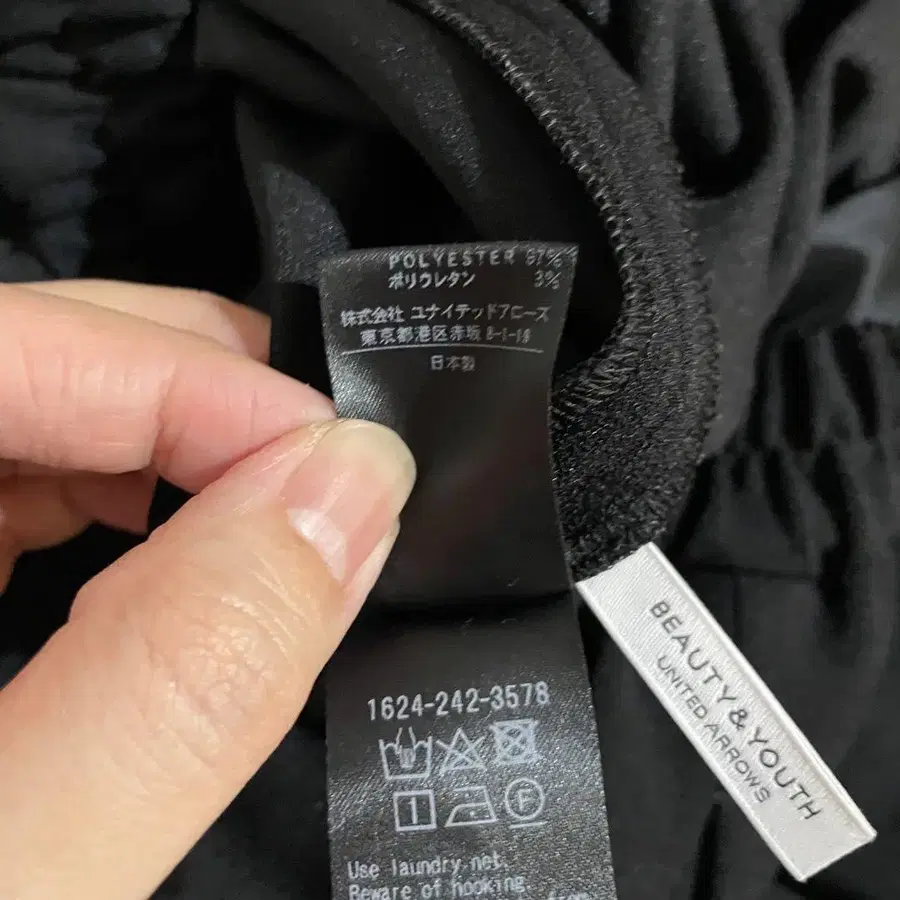 POLYESTER 97%
ポリウレタン 3%
株式会社 ユナイテッドアローズ
東京都港区赤坂 8-1-19
日本製
1624-242-3578
F
Use laundry net.
Beware of hooking.
from
BEAUTY & YOUTH
UNITED ARROWS